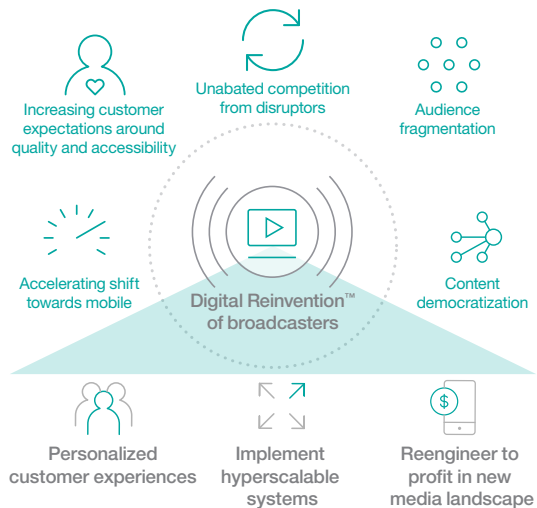 Unabated competition
from disruptors
Increasing customer
expectations around
quality and accessibility
Audience
fragmentation
Accelerating shift
towards mobile
Digital Reinvention™
of broadcasters
Content
democratization
$
Personalized
customer experiences
Implement
hyperscalable
systems
Reengineer to
profit in new
media landscape